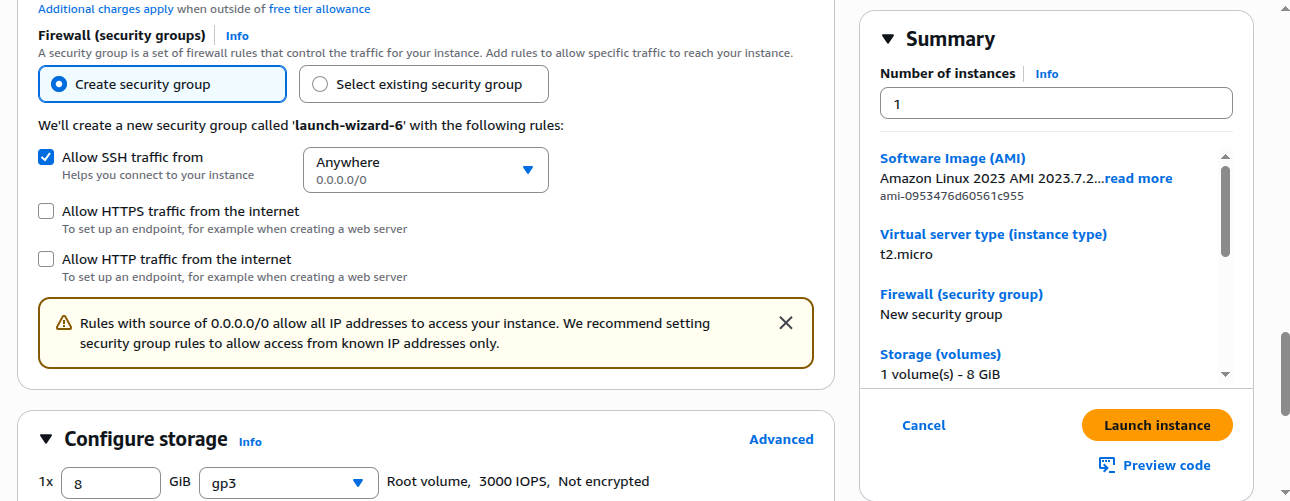 Additional charges apply when outside of free tier allowance
Firewall (security groups) Info
A security group is a set of firewall rules that control the traffic for your instance. Add rules to allow specific traffic to reach your instance.
Create security group
Select existing security group
We'll create a new security group called 'launch-wizard-6' with the following rules:
Allow SSH traffic from
Helps you connect to your instance
Anywhere
0.0.0.0/0
Allow HTTPS traffic from the internet
To set up an endpoint, for example when creating a web server
Allow HTTP traffic from the internet
To set up an endpoint, for example when creating a web server
Rules with source of 0.0.0.0/0 allow all IP addresses to access your instance. We recommend setting
security group rules to allow access from known IP addresses only.
Configure storage Info
Advanced
1x 8 GiB gp3 Root volume, 3000 IOPS, Not encrypted
Summary
Number of instances Info
1
Software Image (AMI)
Amazon Linux 2023 AMI 2023.7.2...read more
ami-0953476d60561c955
Virtual server type (instance type)
t2.micro
Firewall (security group)
New security group
Storage (volumes)
1 volume(s) - 8 GiB
Cancel
Launch instance
Preview code